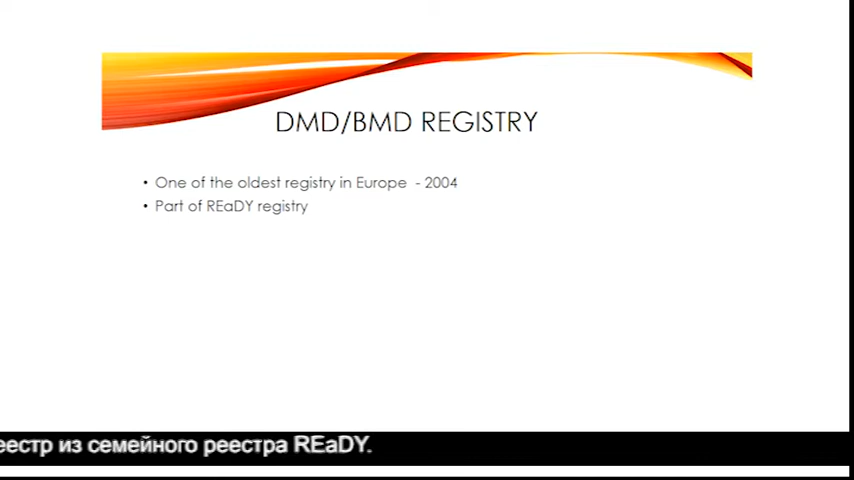 DMD/BMD REGISTRY
• One of the oldest registry in Europe - 2004
• Part of REaDY registry
из семейного реестра REaDY.